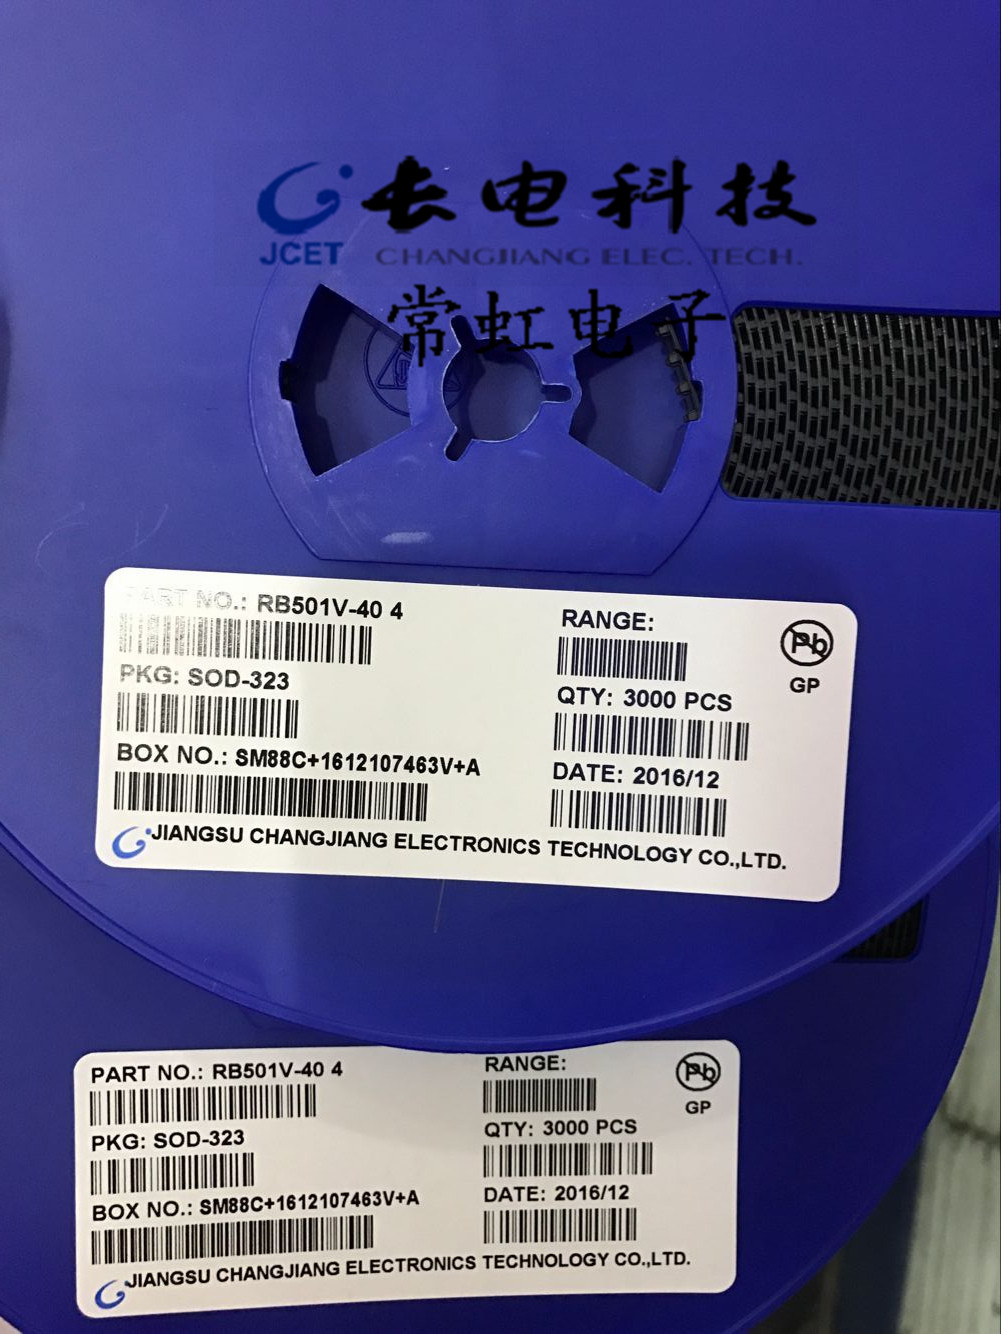 长电科技
JCET CHANGJIANG ELEC. TECH.
常虹电子
PART NO.: RB501V-40 4
RANGE:
Pb
GP
PKG: SOD-323
QTY: 3000 PCS
BOX NO.: SM88C+1612107463V+A
DATE: 2016/12
JIANGSU CHANGJIANG ELECTRONICS TECHNOLOGY CO.,LTD.
PART NO.: RB501V-40 4
RANGE:
Pb
GP
PKG: SOD-323
QTY: 3000 PCS
BOX NO.: SM88C+1612107463V+A
DATE: 2016/12
JIANGSU CHANGJIANG ELECTRONICS TECHNOLOGY CO.,LTD.